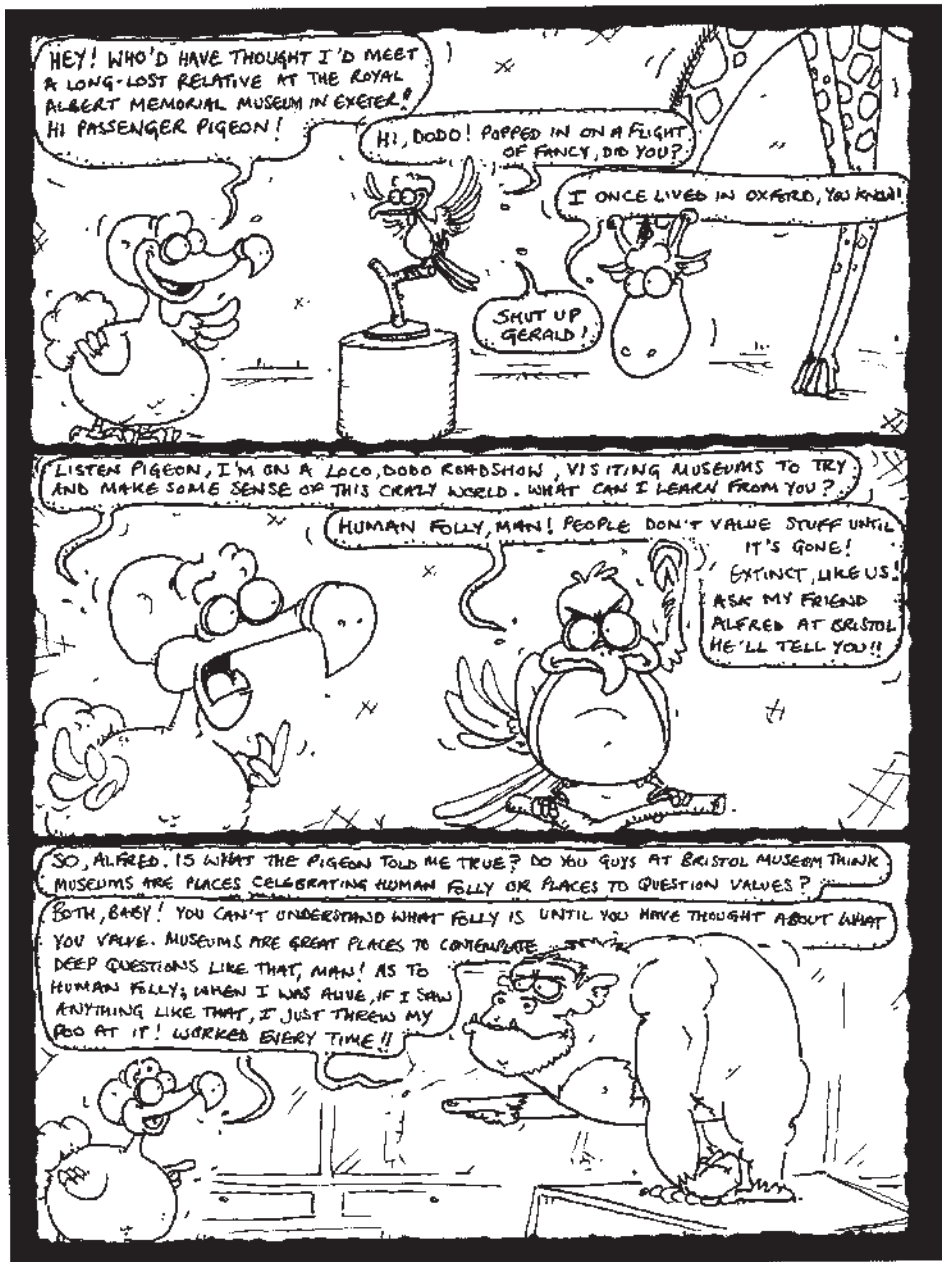 HEY! WHO'D HAVE THOUGHT I'D MEET
A LONG-LOST RELATIVE AT THE ROYAL
ALBERT MEMORIAL MUSEUM IN EXETER!
HI PASSENGER PIGEON!
HI, DODO! POPPED IN ON A FLIGHT
OF FANCY, DID YOU?
I ONCE LIVED IN OXFORD, YOU KNOW!
SHUT UP
GERALD!
LISTEN PIGEON, I'M ON A LOCO, DODO ROADSHOW, VISITING MUSEUMS TO TRY
AND MAKE SOME SENSE OF THIS CRAZY WORLD. WHAT CAN I LEARN FROM YOU?
HUMAN FOLLY, MAN! PEOPLE DON'T VALUE STUFF UNTIL
IT'S GONE!
EXTINCT, LIKE US!
ASK MY FRIEND
ALFRED AT BRISTOL
HE'LL TELL YOU!!
SO, ALFRED. IS WHAT THE PIGEON TOLD ME TRUE? DO YOU GUYS AT BRISTOL MUSEUM THINK
MUSEUMS ARE PLACES CELEBRATING HUMAN FOLLY OR PLACES TO QUESTION VALUES?
BOTH, BABY! YOU CAN'T UNDERSTAND WHAT FOLLY IS UNTIL YOU HAVE THOUGHT ABOUT WHAT
YOU VALUE. MUSEUMS ARE GREAT PLACES TO CONTEMPLATE
DEEP QUESTIONS LIKE THAT, MAN! AS TO
HUMAN FOLLY; WHEN I WAS ALIVE, IF I SAW
ANYTHING LIKE THAT, I JUST THREW MY
POO AT IT! WORKED EVERY TIME!!